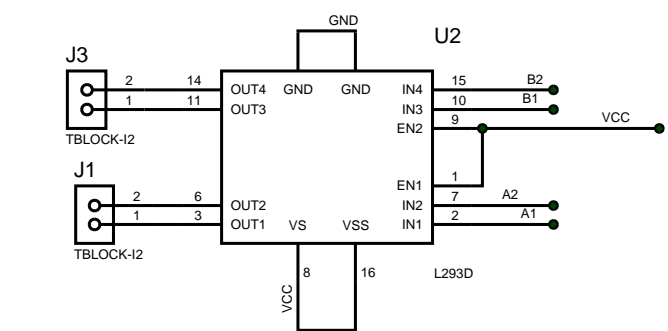 GND
U2
J3
2 14 OUT4 GND GND IN4 15 B2
1 11 OUT3 IN3 10 B1
EN2 9 VCC
TBLOCK-I2
J1
EN1 1
2 6 OUT2 IN2 7 A2
1 3 OUT1 VS VSS IN1 2 A1
TBLOCK-I2
8 16 L293D
VCC